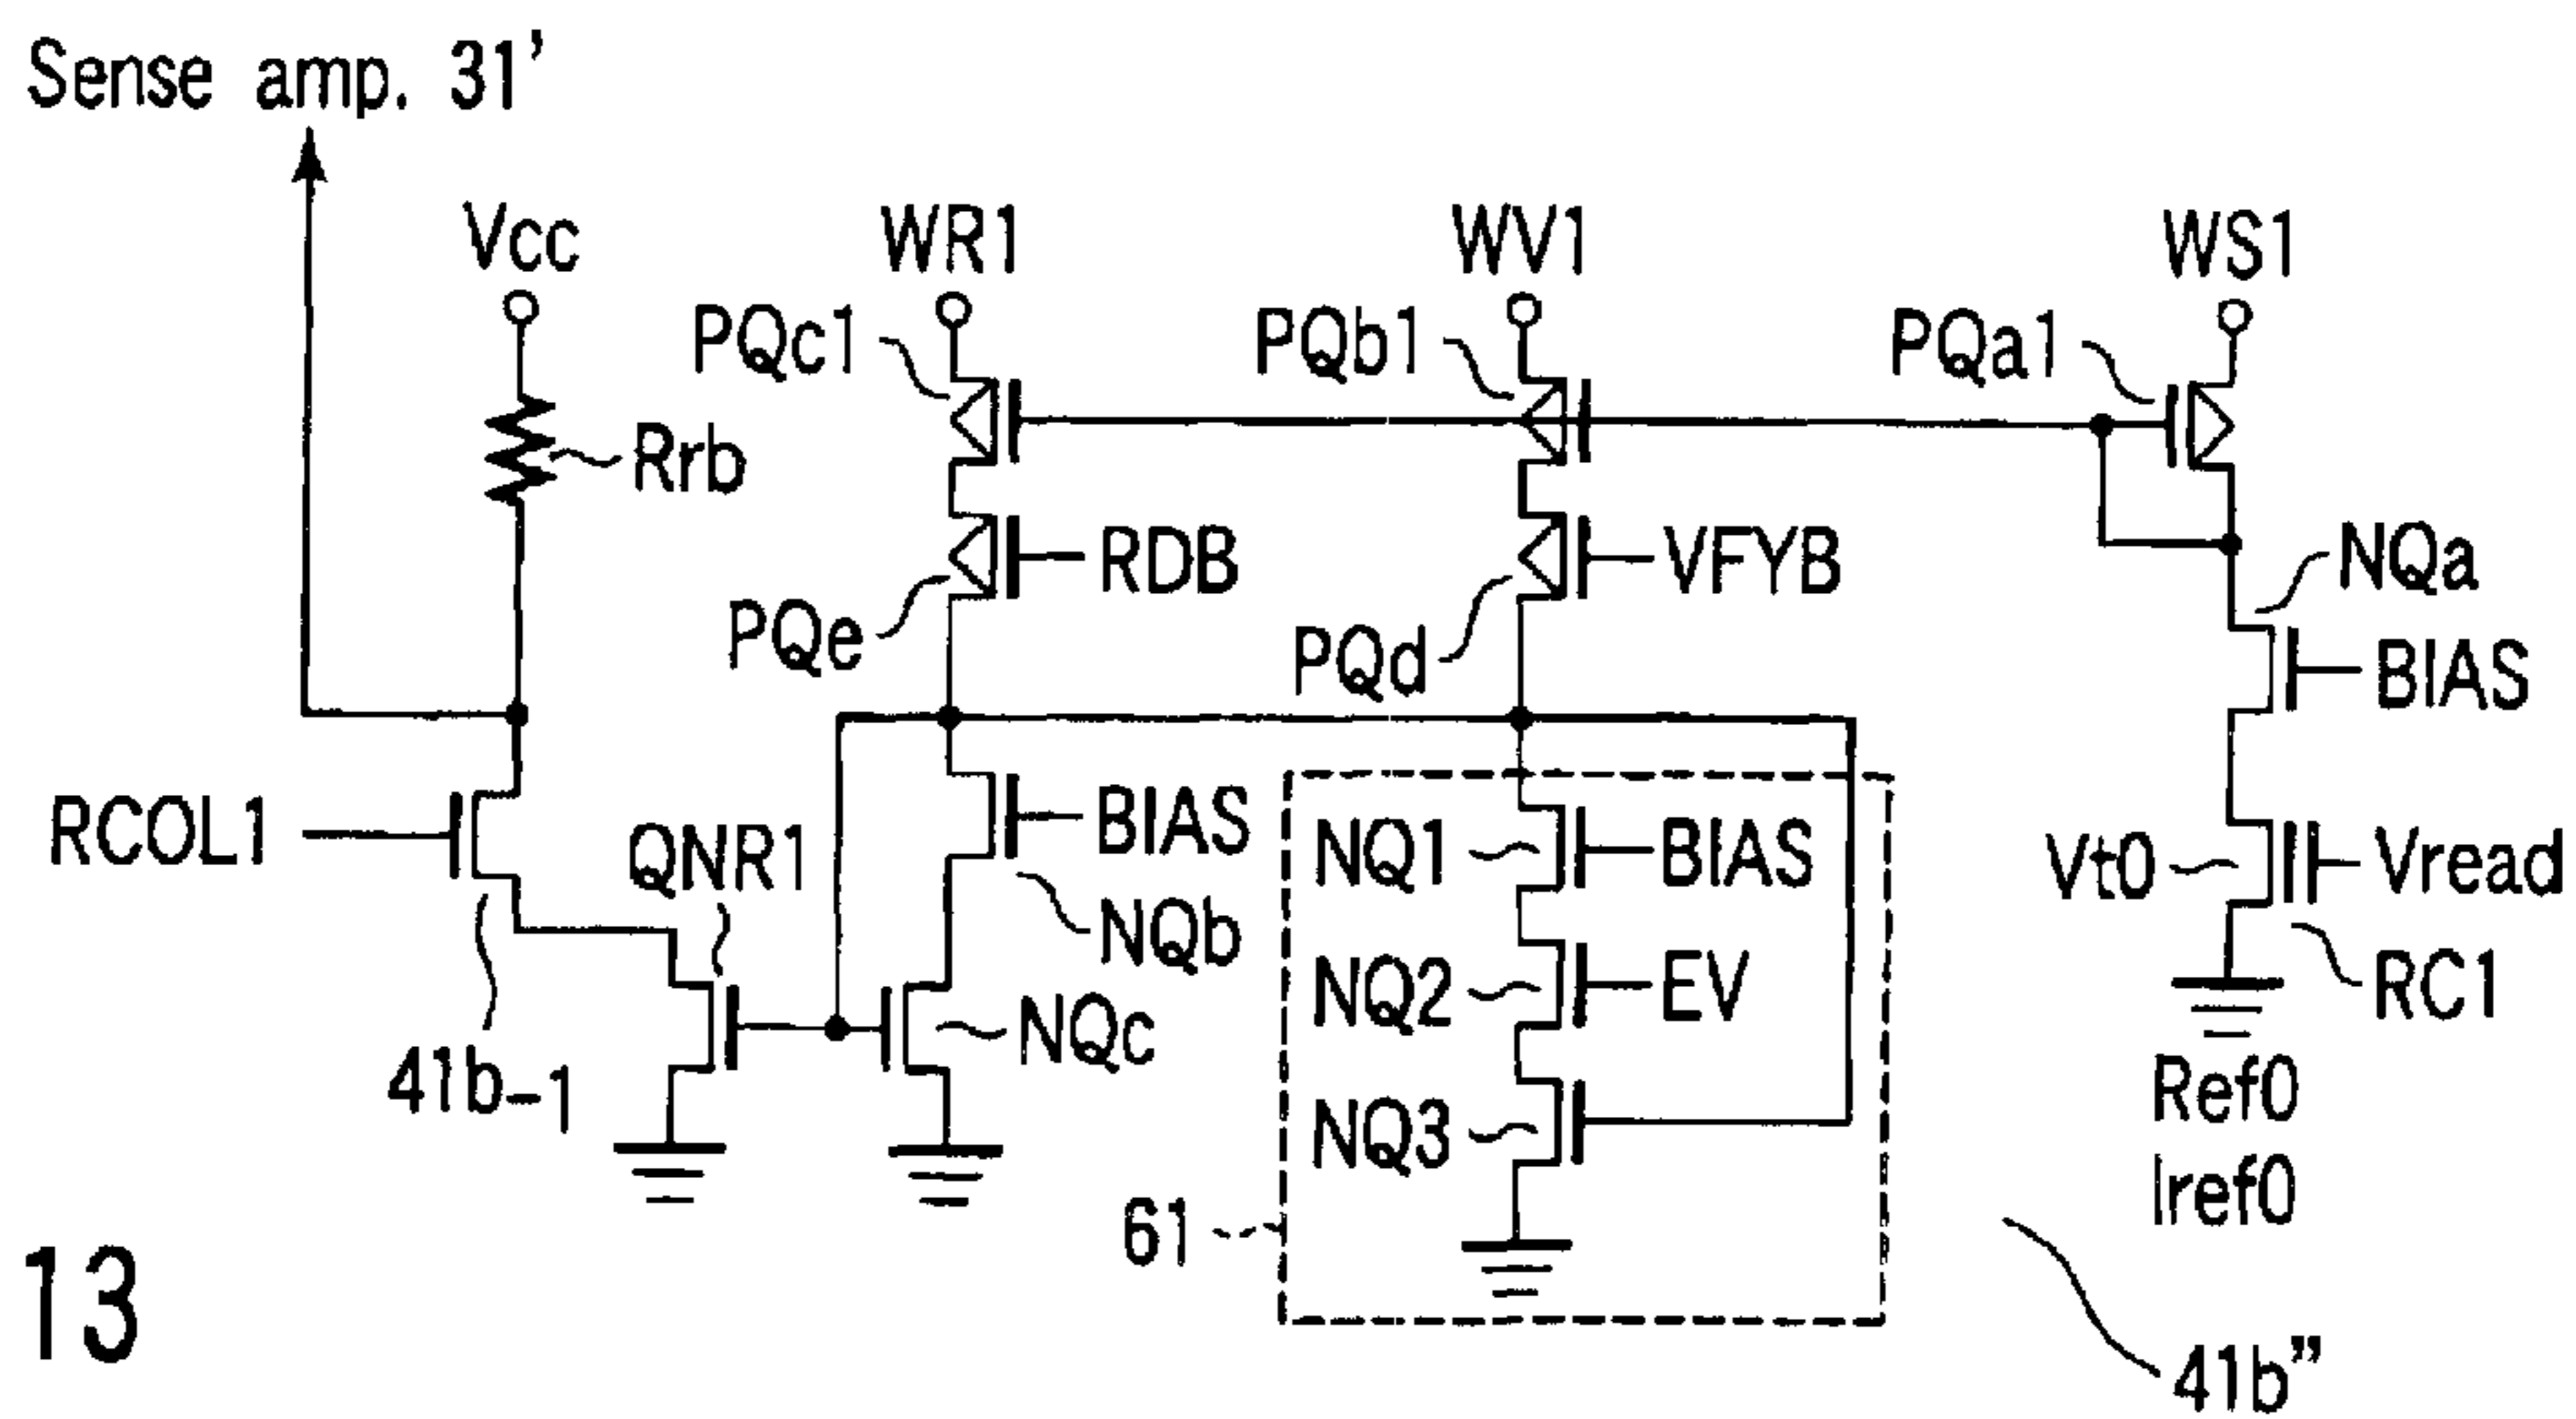 Sense amp. 31'
Vcc
WR1
WV1
WS1
PQc1
PQb1
PQa1
Rrb
RDB
VFYB
NQa
PQe
PQd
BIAS
RCOL1
QNR1
BIAS
NQ1
BIAS
Vt0
Vread
NQb
41b-1
NQc
NQ2
EV
RC1
Ref0
NQ3
Iref0
61
13
41b"